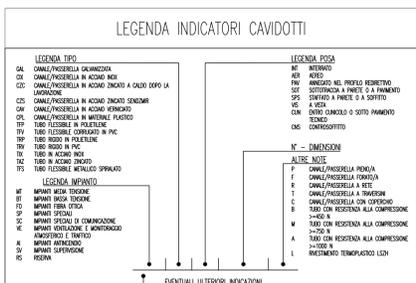 LEGENDA INDICATORI CAVIDOTTI
LEGENDA TIPO
GAL CANALE/PASSERELLA GALVANIZZATA
CIX CANALE/PASSERELLA IN ACCIAIO INOX
CZC CANALE/PASSERELLA IN ACCIAIO ZINCATO A CALDO DOPO LA
LAVORAZIONE
CZS CANALE/PASSERELLA IN ACCIAIO ZINCATO SENDZIMIR
CAV CANALE/PASSERELLA IN ACCIAIO VERNICIATO
CPL CANALE/PASSERELLA IN MATERIALE PLASTICO
TFP TUBO FLESSIBILE IN POLIETILENE
TFV TUBO FLESSIBILE CORRUGATO IN PVC
TRP TUBO RIGIDO IN POLIETILENE
TRV TUBO RIGIDO IN PVC
TIX TUBO IN ACCIAIO INOX
TAZ TUBO IN ACCIAIO ZINCATO
TFS TUBO FLESSIBILE METALLICO SPIRALATO
LEGENDA IMPIANTO
MT IMPIANTI MEDIA TENSIONE
BT IMPIANTI BASSA TENSIONE
FO IMPIANTI FIBRA OTTICA
SP IMPIANTI SPECIALI
SC IMPIANTI SPECIALI DI COMUNICAZIONE
VE IMPIANTI VENTILAZIONE E MONITORAGGIO
ATMOSFERICO E TRAFFICO
AI IMPIANTI ANTINCENDIO
SV IMPIANTI SUPERVISIONE
RS RISERVA
LEGENDA POSA
INT INTERRATO
AER AEREO
PAV ANNEGATO NEL PROFILO REDIRETTIVO
SOT SOTTOTRACCIA A PARETE O A PAVIMENTO
SPS STAFFATO A PARETE O A SOFFITTO
VIS A VISTA
CUN ENTRO CUNICOLO O SOTTO PAVIMENTO
TECNICO
CNS CONTROSOFFITTO
N° - DIMENSIONI
ALTRE NOTE
P CANALE/PASSERELLA PIENO/A
F CANALE/PASSERELLA FORATO/A
R CANALE/PASSERELLA A RETE
T CANALE/PASSERELLA A TRAVERSINI
C CANALE/PASSERELLA CON COPERCHIO
B TUBO CON RESISTENZA ALLA COMPRESSIONE
>=450 N
M TUBO CON RESISTENZA ALLA COMPRESSIONE
>=750 N
A TUBO CON RESISTENZA ALLA COMPRESSIONE
>=1000 N
L RIVESTIMENTO TERMOPLASTICO LSZH
EVENTUALI ULTERIORI INDICAZIONI